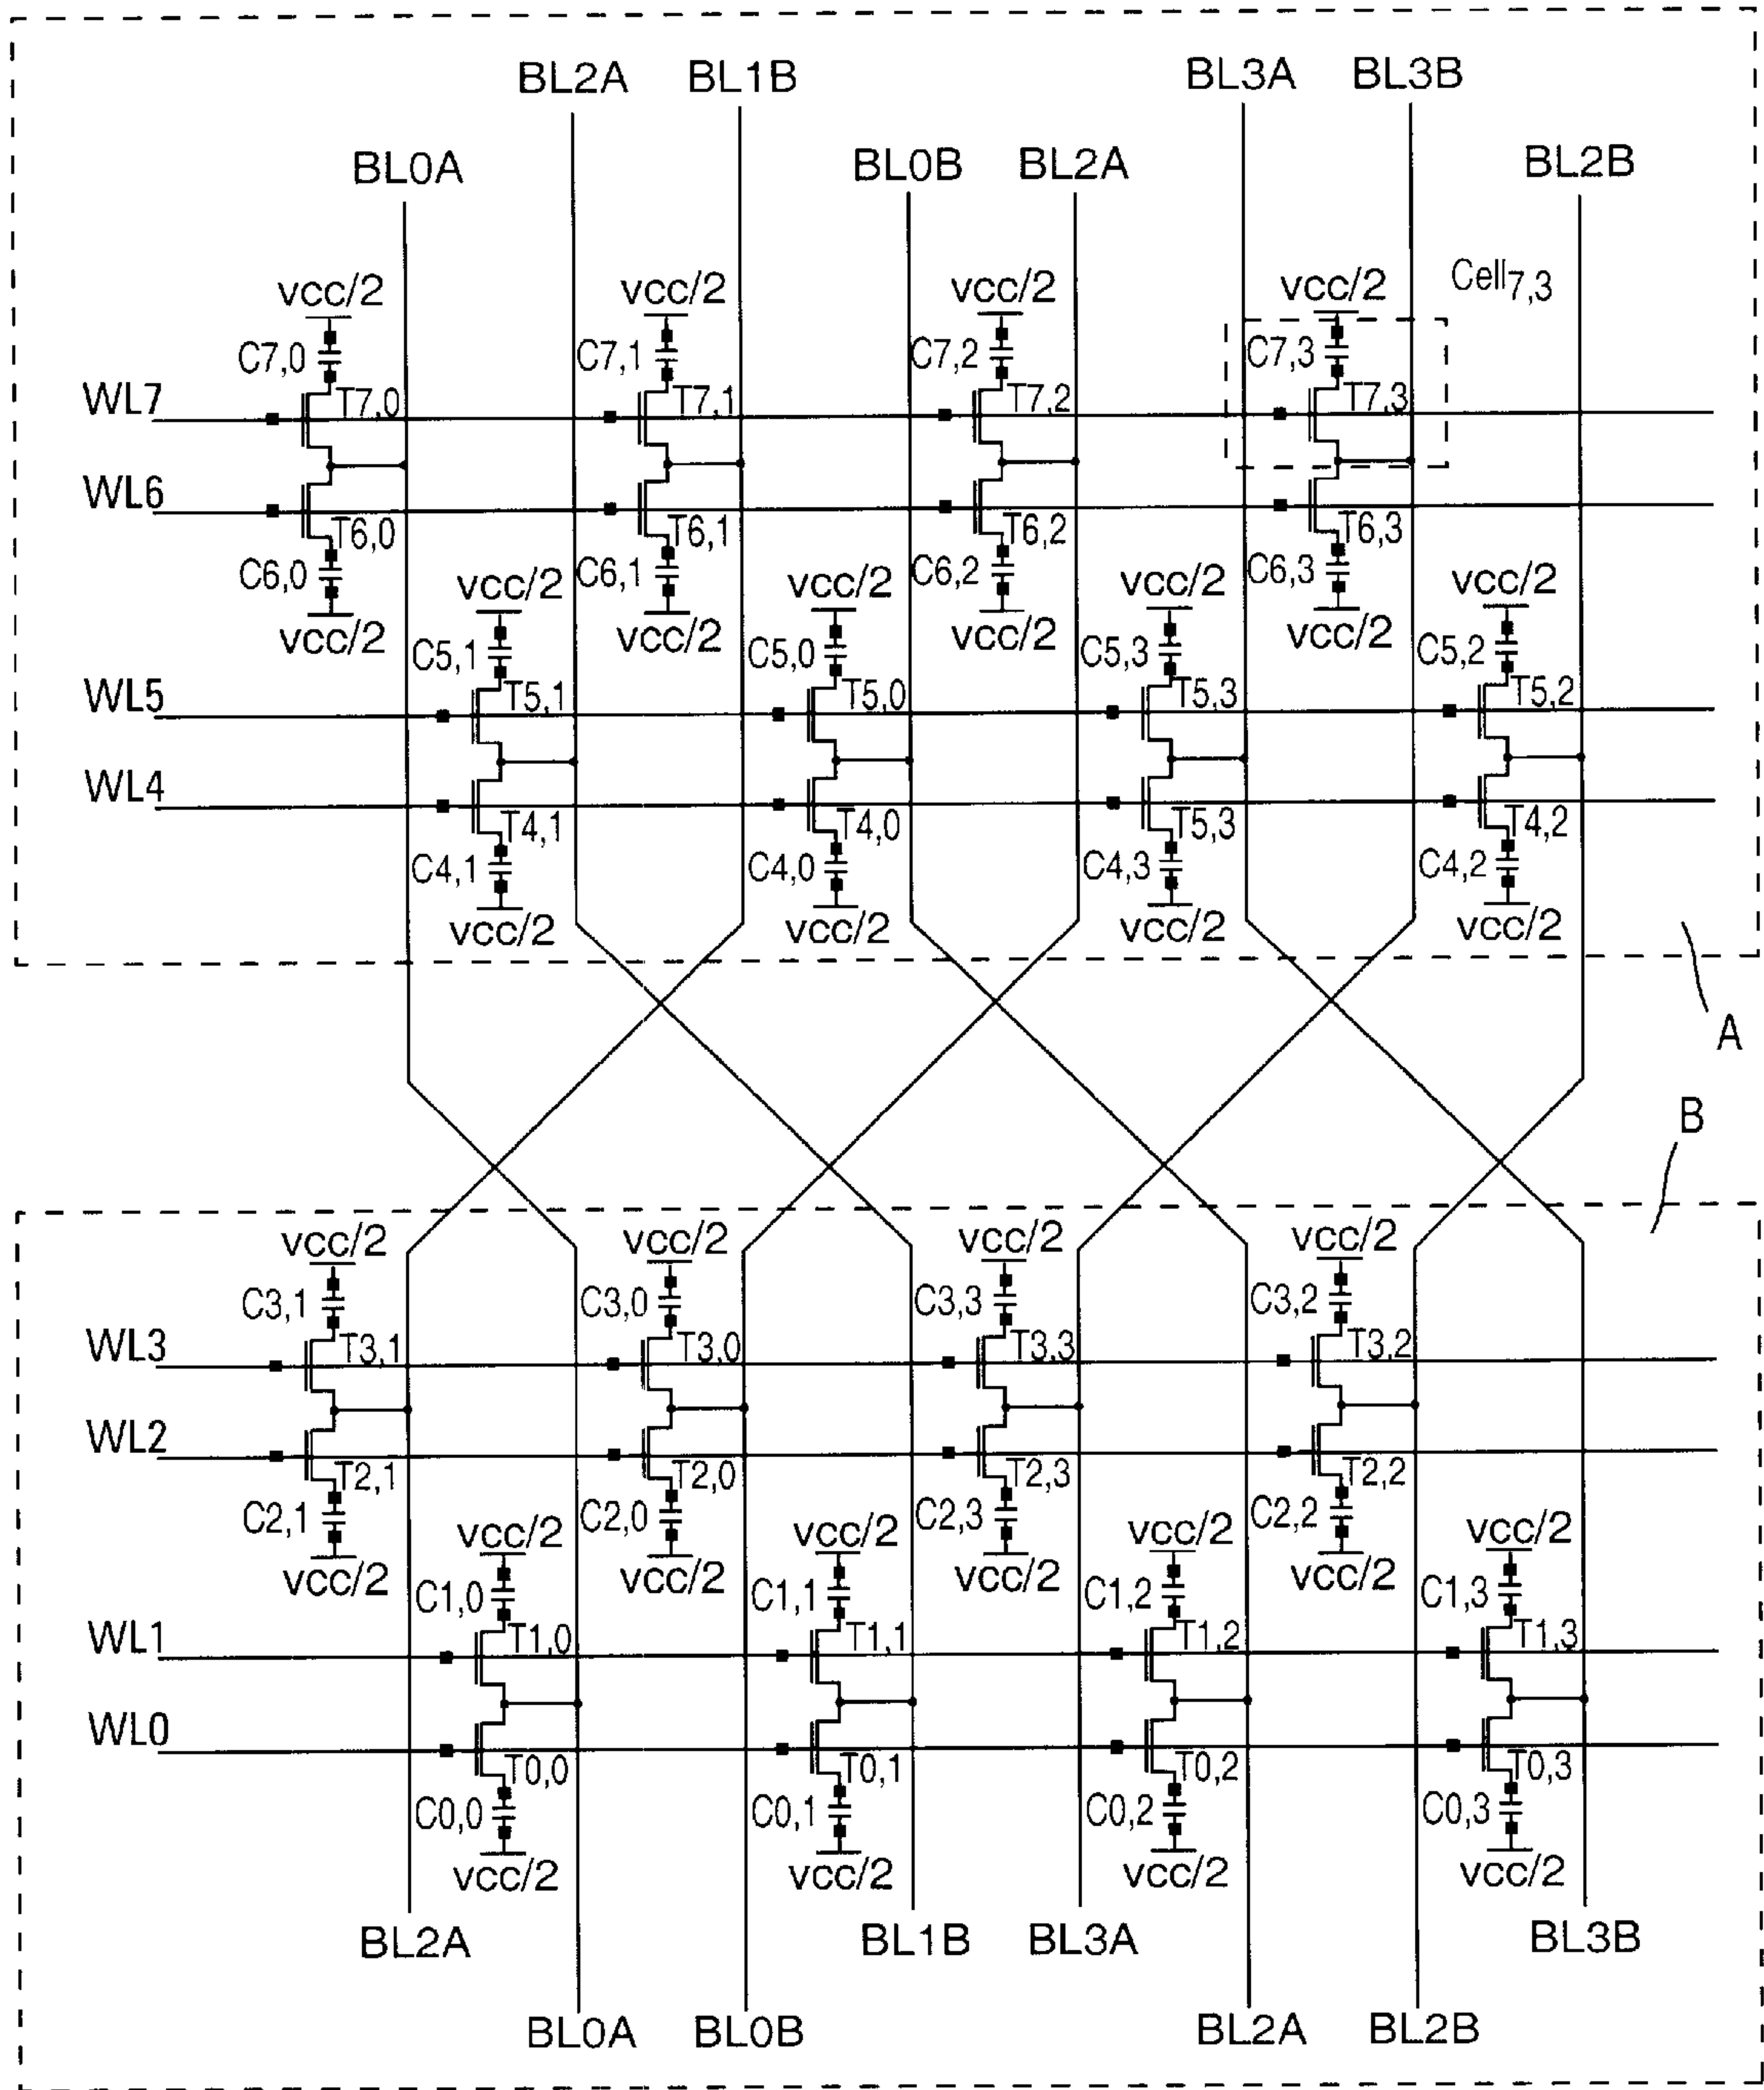 BL2A BL1B BL3A BL3B
BL0A BL0B BL2A BL2B
vcc/2 vcc/2 vcc/2 vcc/2 Cell7,3
C7,0 C7,1 C7,2 C7,3
WL7 T7,0 T7,1 T7,2 T7,3
WL6
T6,0 T6,1 T6,2 T6,3
C6,0 C6,1 C6,2 C6,3
vcc/2 vcc/2 vcc/2 vcc/2
vcc/2 vcc/2 vcc/2 vcc/2
C5,1 C5,0 C5,3 C5,2
WL5 T5,1 T5,0 T5,3 T5,2
WL4
T4,1 T4,0 T5,3 T4,2
C4,1 C4,0 C4,3 C4,2
vcc/2 vcc/2 vcc/2 vcc/2
A
B
vcc/2 vcc/2 vcc/2 vcc/2
C3,1 C3,0 C3,3 C3,2
WL3 T3,1 T3,0 T3,3 T3,2
WL2
T2,1 T2,0 T2,3 T2,2
C2,1 C2,0 C2,3 C2,2
vcc/2 vcc/2 vcc/2 vcc/2
vcc/2 vcc/2 vcc/2 vcc/2
C1,0 C1,1 C1,2 C1,3
WL1 T1,0 T1,1 T1,2 T1,3
WL0
T0,0 T0,1 T0,2 T0,3
C0,0 C0,1 C0,2 C0,3
vcc/2 vcc/2 vcc/2 vcc/2
BL2A BL1B BL3A BL3B
BL0A BL0B BL2A BL2B